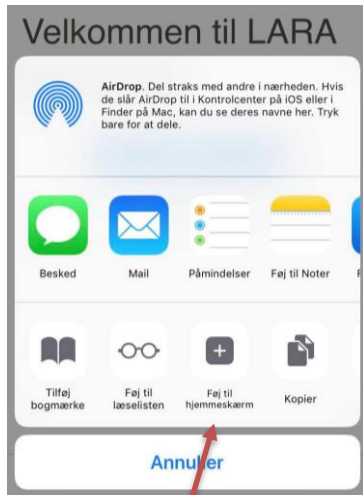 Velkommen til LARA
AirDrop. Del straks med andre i nærheden. Hvis
de slår AirDrop til i Kontrolcenter på iOS eller i
Finder på Mac, kan du se deres navne her. Tryk
bare for at dele.
Besked Mail Påmindelser Føj til Noter
Tilføj
bogmærke
Føj til
læselisten
Føj til
hjemmeskærm
Kopier
Annuller